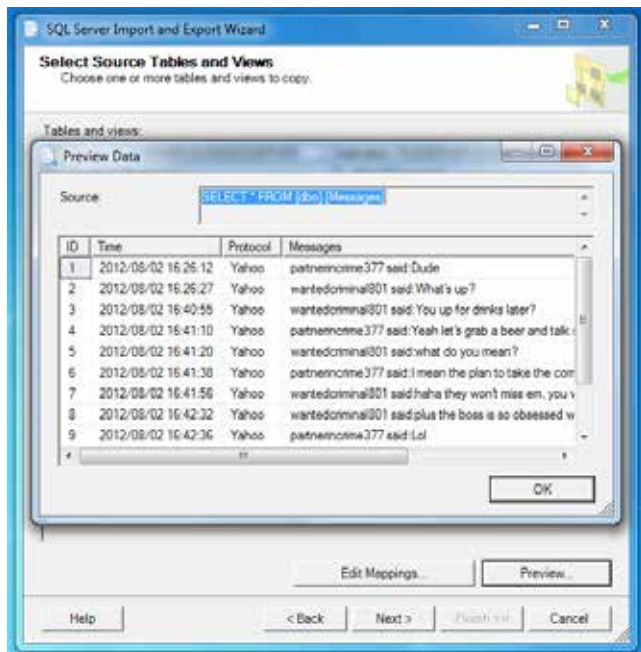 SQL Server Import and Export Wizard
Select Source Tables and Views
Choose one or more tables and views to copy.
Tables and views:
Preview Data
Source: SELECT * FROM [dbo].[Messages]
ID Time Protocol Messages
1 2012/08/02 16:26:12 Yahoo partnerincrime377 said:Dude
2 2012/08/02 16:26:27 Yahoo wantedcriminal801 said:What's up?
3 2012/08/02 16:40:55 Yahoo wantedcriminal801 said:You up for drinks later?
4 2012/08/02 16:41:10 Yahoo partnerincrime377 said:Yeah let's grab a beer and talk
5 2012/08/02 16:41:20 Yahoo wantedcriminal801 said:what do you mean?
6 2012/08/02 16:41:38 Yahoo partnerincrime377 said:I mean the plan to take the com
7 2012/08/02 16:41:56 Yahoo wantedcriminal801 said:haha they won't miss em, you
8 2012/08/02 16:42:32 Yahoo wantedcriminal801 said:plus the boss is so obsessed w
9 2012/08/02 16:42:36 Yahoo partnerincrime377 said:Lol
OK
Edit Mappings... Preview...
Help < Back Next > Cancel